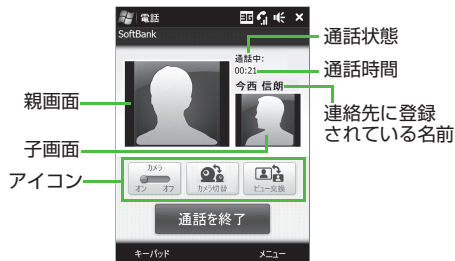 電話
3G
SoftBank
通話中:
00:21
今西 信朗
カメラ
オン オフ
カメラ切替
ビュー交換
通話を終了
キーパッド
メニュー
親画面
子画面
アイコン
通話状態
通話時間
連絡先に登録
されている名前